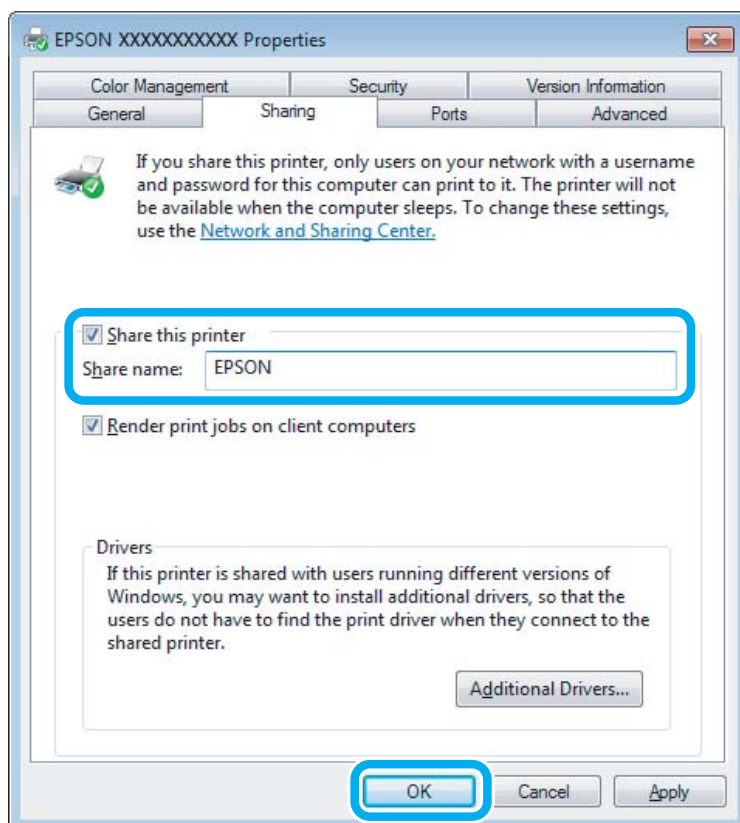 EPSON XXXXXXXXXXX Properties
Color Management Security Version Information
General Sharing Ports Advanced
If you share this printer, only users on your network with a username
and password for this computer can print to it. The printer will not
be available when the computer sleeps. To change these settings,
use the Network and Sharing Center.
Share this printer
Share name: EPSON
Render print jobs on client computers
Drivers
If this printer is shared with users running different versions of
Windows, you may want to install additional drivers, so that the
users do not have to find the print driver when they connect to the
shared printer.
Additional Drivers...
OK Cancel Apply